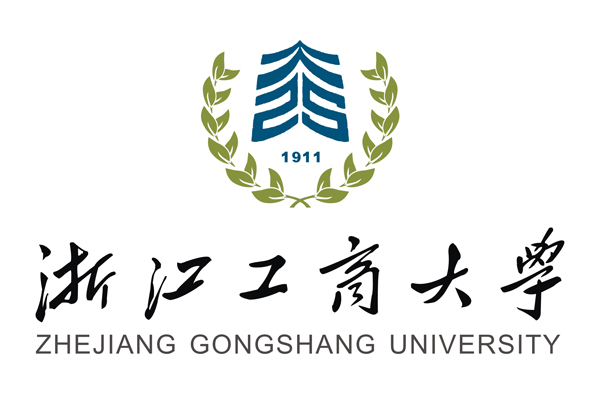 1911
浙江工商大學
ZHEJIANG GONGSHANG UNIVERSITY